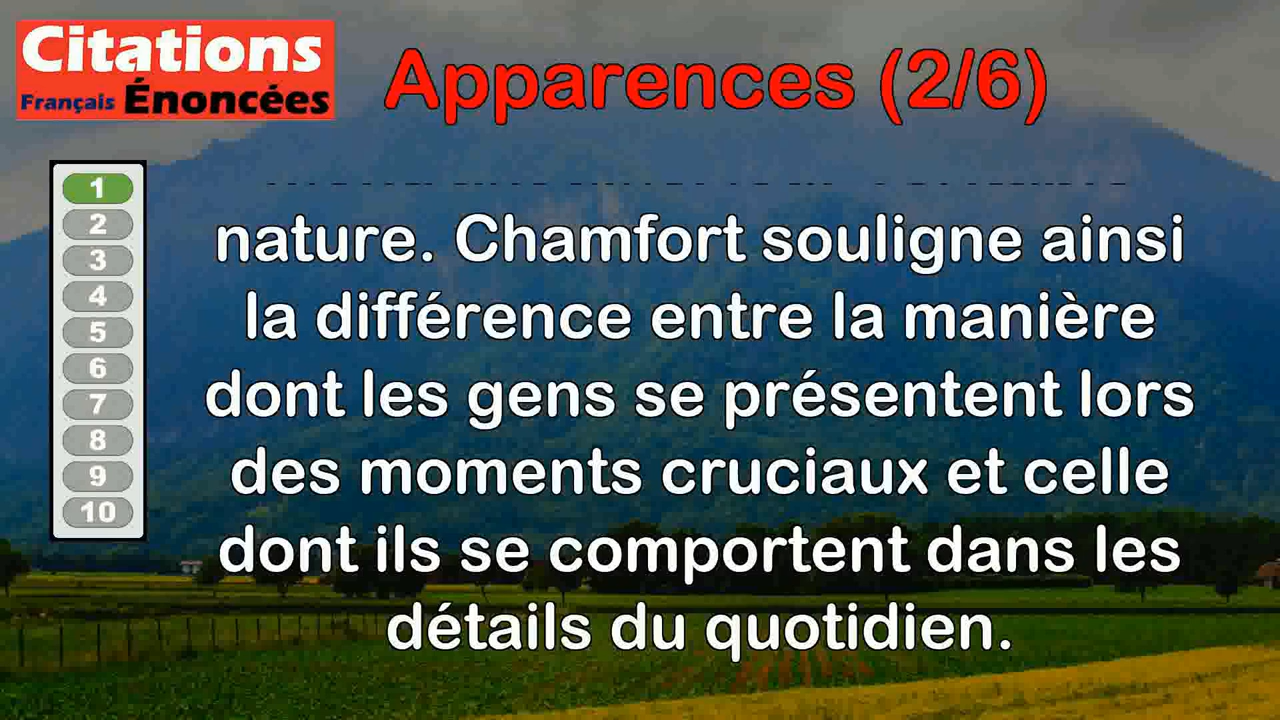 Citations
Français Énoncées
Apparences (2/6)
1
2
3
4
5
6
7
8
9
10
nature. Chamfort souligne ainsi
la différence entre la manière
dont les gens se présentent lors
des moments cruciaux et celle
dont ils se comportent dans les
détails du quotidien.